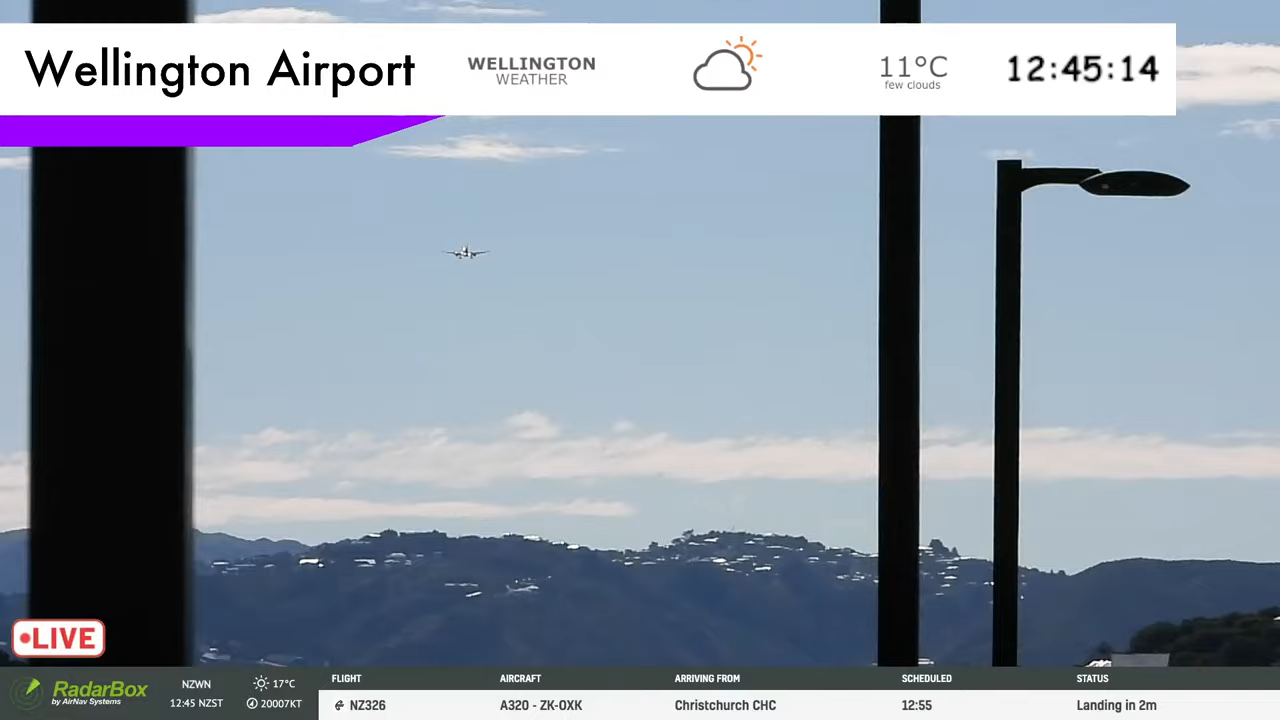 Wellington Airport
WELLINGTON
WEATHER
11°C
few clouds
12:45:14
LIVE
RadarBox
by AirNav Systems
NZWN
12:45 NZST
17°C
20007KT
FLIGHT AIRCRAFT ARRIVING FROM SCHEDULED STATUS
NZ326 A320 - ZK-OXK Christchurch CHC 12:55 Landing in 2m